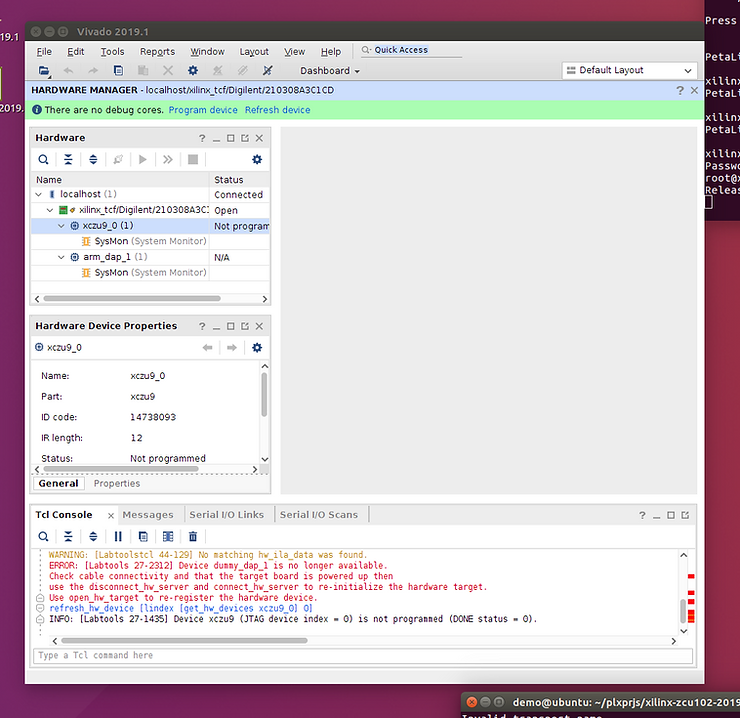 19.1
2019.
Vivado 2019.1
File Edit Tools Reports Window Layout View Help Quick Access
Dashboard Default Layout
HARDWARE MANAGER - localhost/xilinx_tcf/Digilent/210308A3C1CD
There are no debug cores. Program device Refresh device
Hardware
Name Status
localhost (1) Connected
xilinx_tcf/Digilent/210308A3C1 Open
xczu9_0 (1) Not program
SysMon (System Monitor)
arm_dap_1 (1) N/A
SysMon (System Monitor)
Hardware Device Properties
xczu9_0
Name: xczu9_0
Part: xczu9
ID code: 14738093
IR length: 12
Status: Not programmed
General Properties
Tcl Console Messages Serial I/O Links Serial I/O Scans
WARNING: [Labtoolstcl 44-129] No matching hw_ila_data was found.
ERROR: [Labtools 27-2312] Device dummy_dap_1 is no longer available.
Check cable connectivity and that the target board is powered up then
use the disconnect_hw_server and connect_hw_server to re-initialize the hardware target.
Use open_hw_target to re-register the hardware device.
refresh_hw_device [lindex [get_hw_devices xczu9_0] 0]
INFO: [Labtools 27-1435] Device xczu9 (JTAG device index = 0) is not programmed (DONE status = 0).
Type a Tcl command here
Press
PetaLi
xilinx
PetaLi
xilinx
PetaLi
xilinx
Passwo
root@x
Releas
demo@ubuntu: ~/plxprjs/xilinx-zcu102-2019